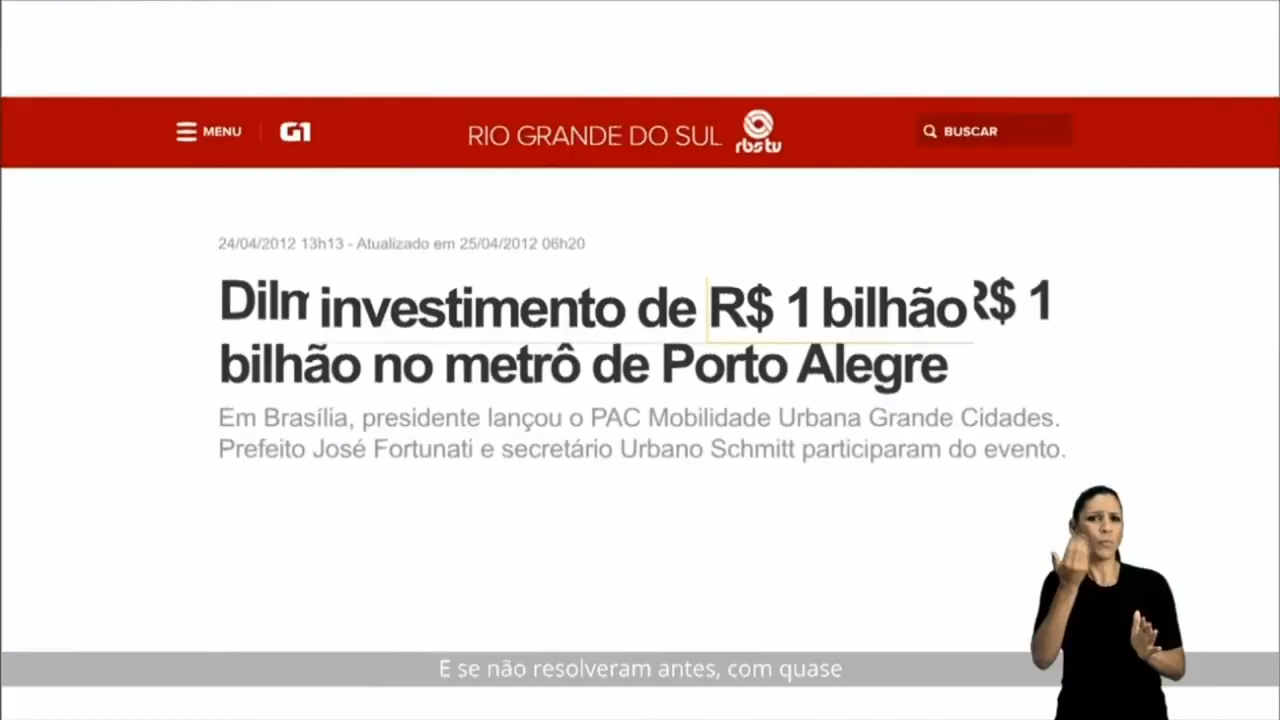 MENU G1 RIO GRANDE DO SUL rbs tv BUSCAR
24/04/2012 13h13 - Atualizado em 25/04/2012 06h20
Dilm investimento de R$ 1 bilhão R$ 1
bilhão no metrô de Porto Alegre
Em Brasília, presidente lançou o PAC Mobilidade Urbana Grande Cidades.
Prefeito José Fortunati e secretário Urbano Schmitt participaram do evento.
E se não resolveram antes, com quase